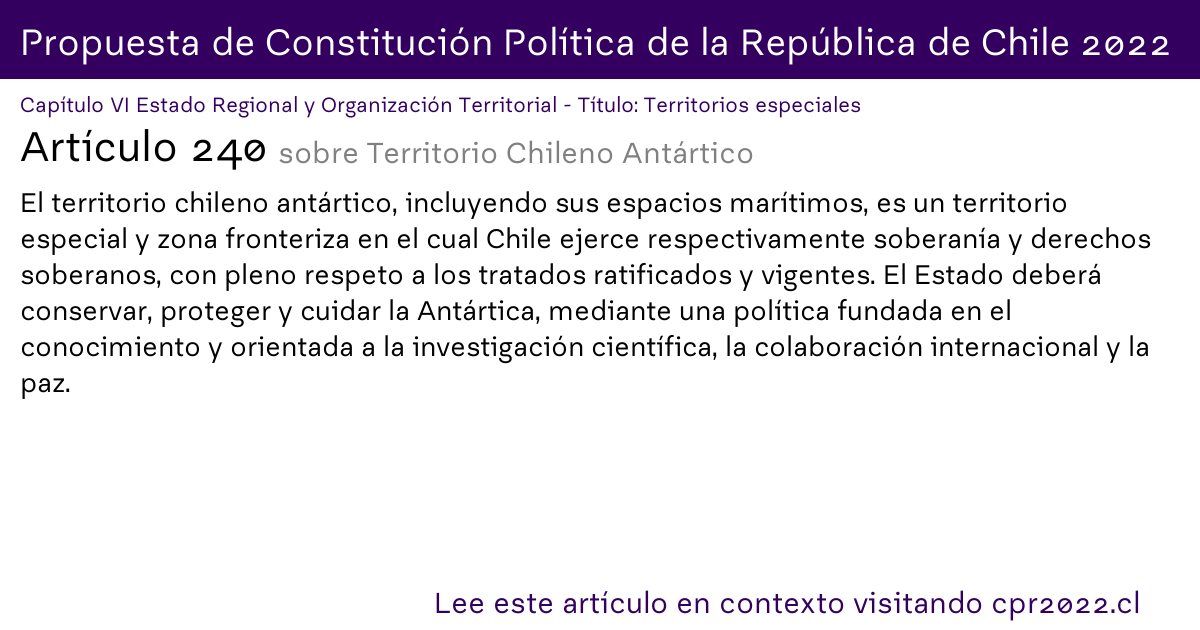 Propuesta de Constitución Política de la República de Chile 2022
Capítulo VI Estado Regional y Organización Territorial - Título: Territorios especiales
Artículo 240 sobre Territorio Chileno Antártico
El territorio chileno antártico, incluyendo sus espacios marítimos, es un territorio
especial y zona fronteriza en el cual Chile ejerce respectivamente soberanía y derechos
soberanos, con pleno respeto a los tratados ratificados y vigentes. El Estado deberá
conservar, proteger y cuidar la Antártica, mediante una política fundada en el
conocimiento y orientada a la investigación científica, la colaboración internacional y la
paz.
Lee este artículo en contexto visitando cpr2022.cl